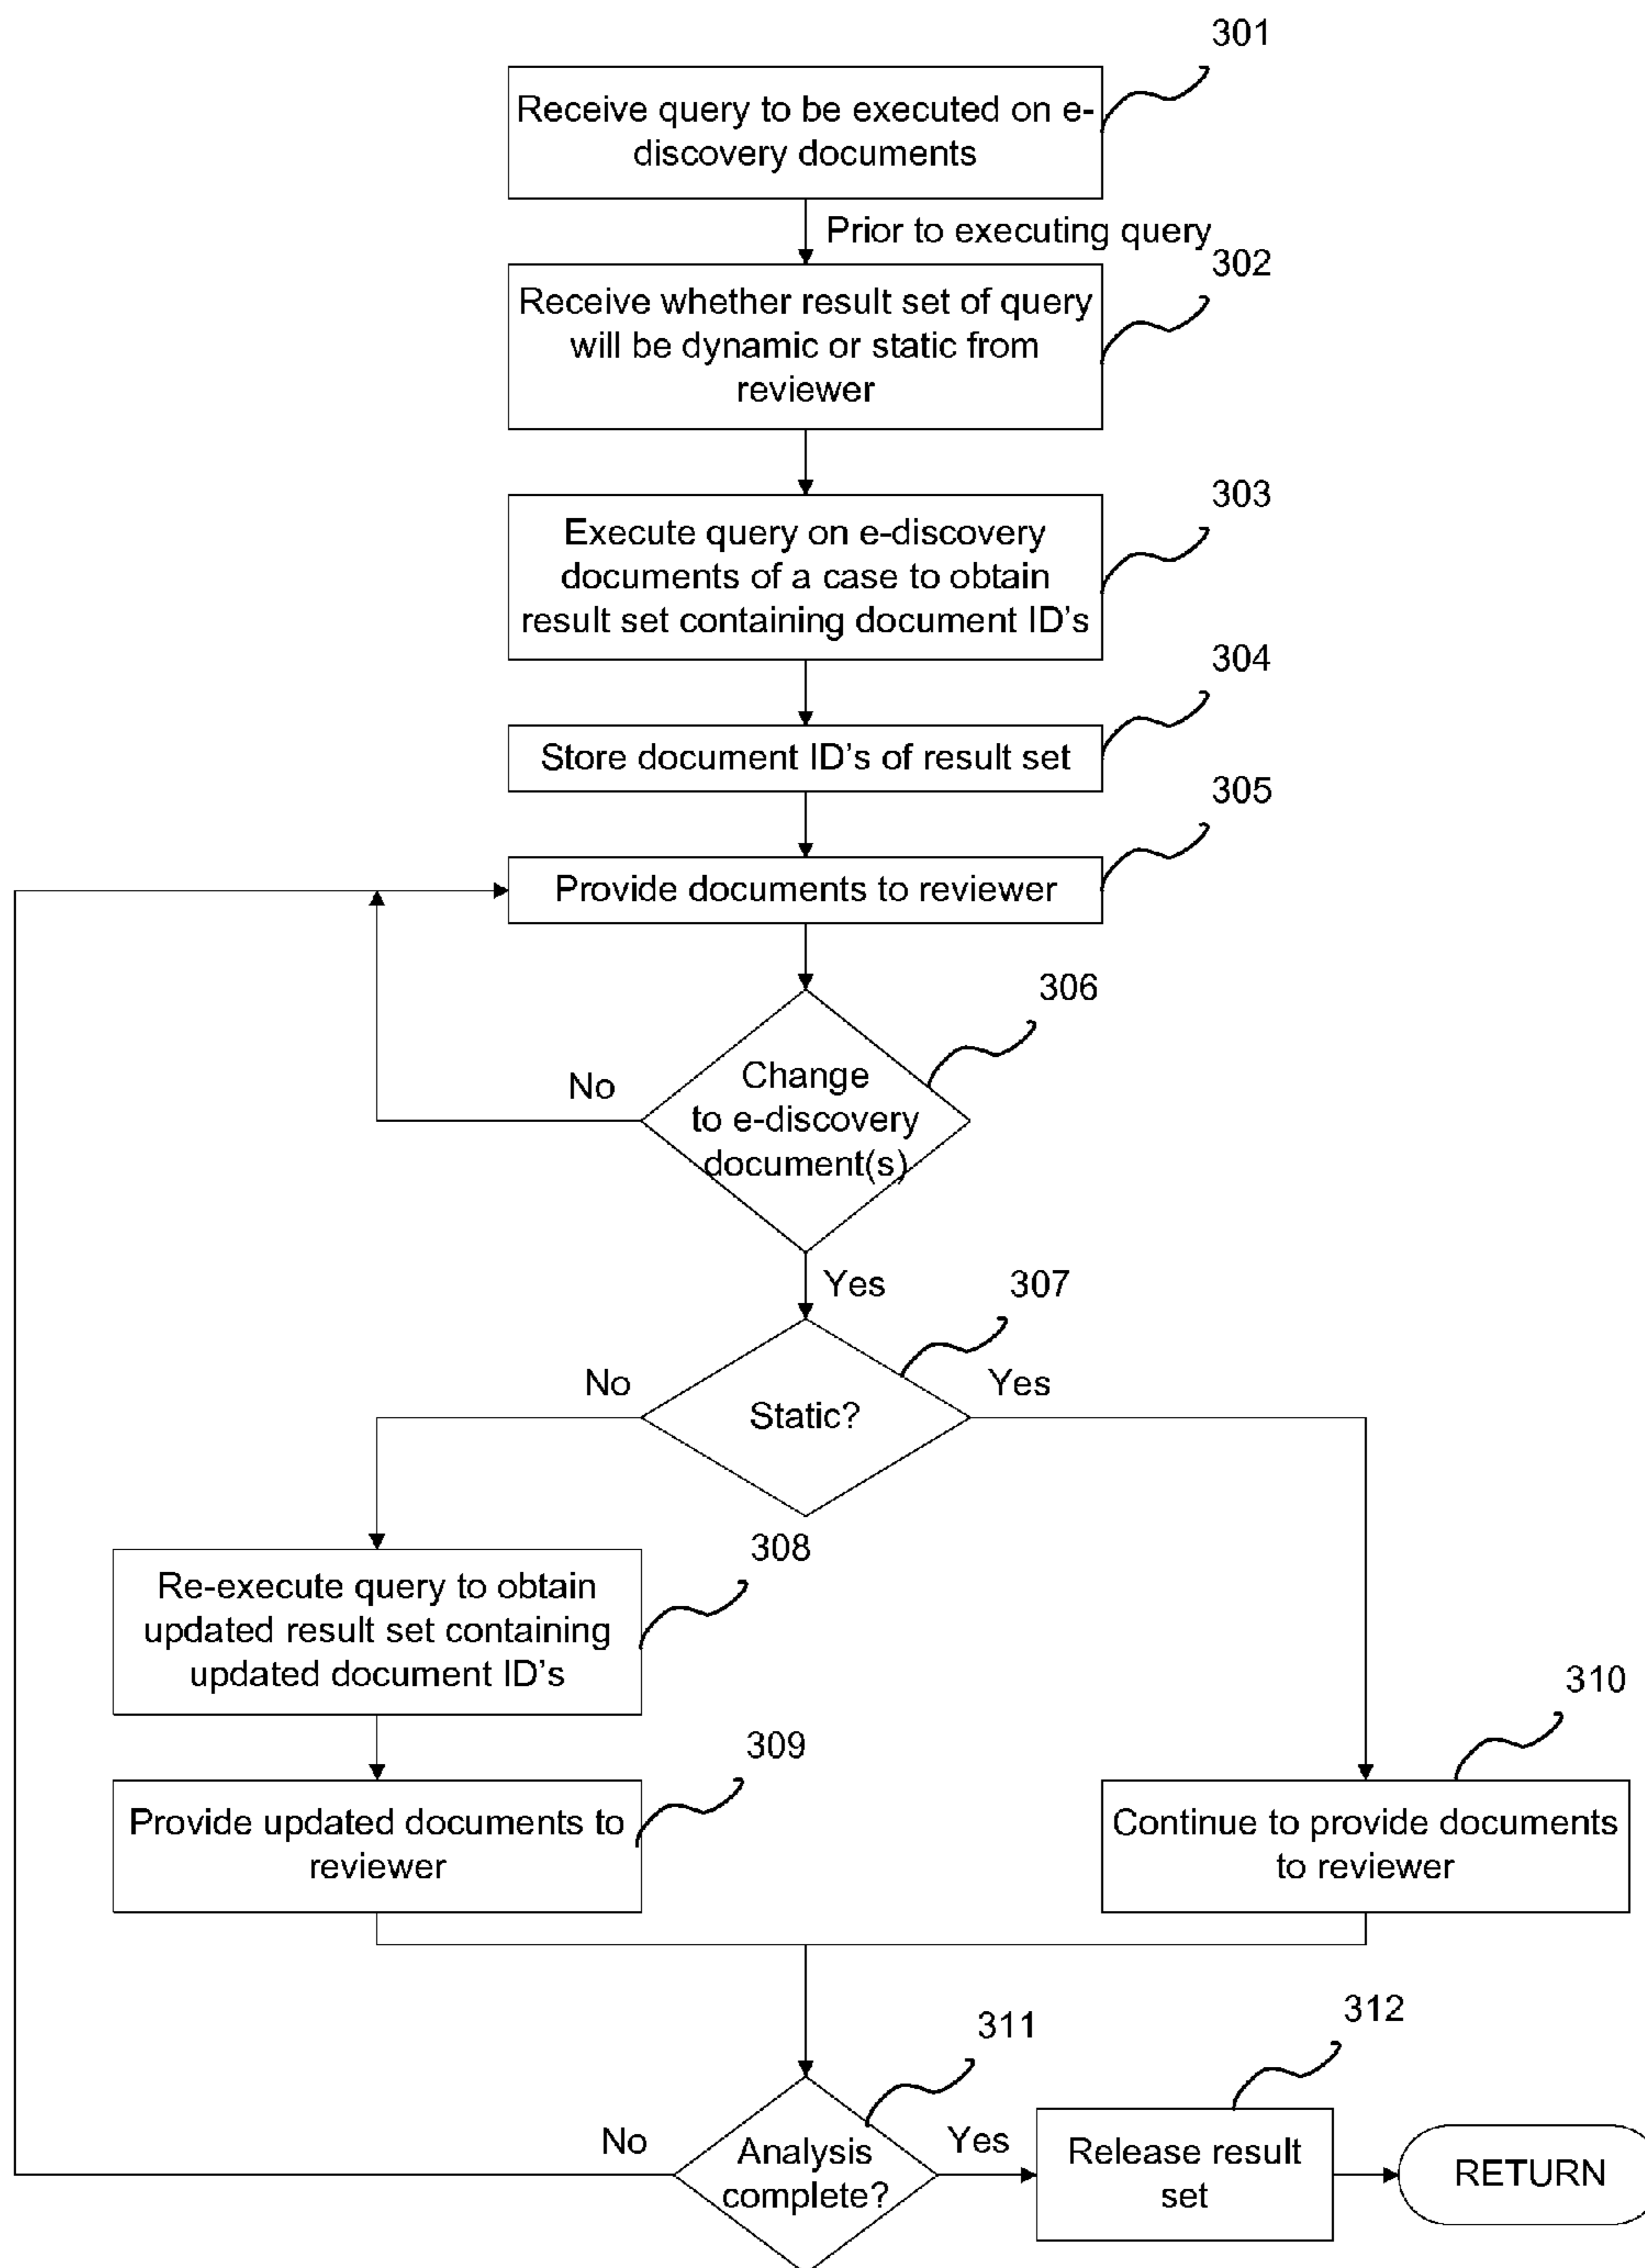 301
Receive query to be executed on e-
discovery documents
Prior to executing query
302
Receive whether result set of query
will be dynamic or static from
reviewer
303
Execute query on e-discovery
documents of a case to obtain
result set containing document ID's
304
Store document ID's of result set
305
Provide documents to reviewer
306
Change
to e-discovery
document(s)
No
Yes
307
Static?
No
Yes
308
Re-execute query to obtain
updated result set containing
updated document ID's
309
Provide updated documents to
reviewer
310
Continue to provide documents
to reviewer
311
Analysis
complete?
No
Yes
312
Release result
set
RETURN